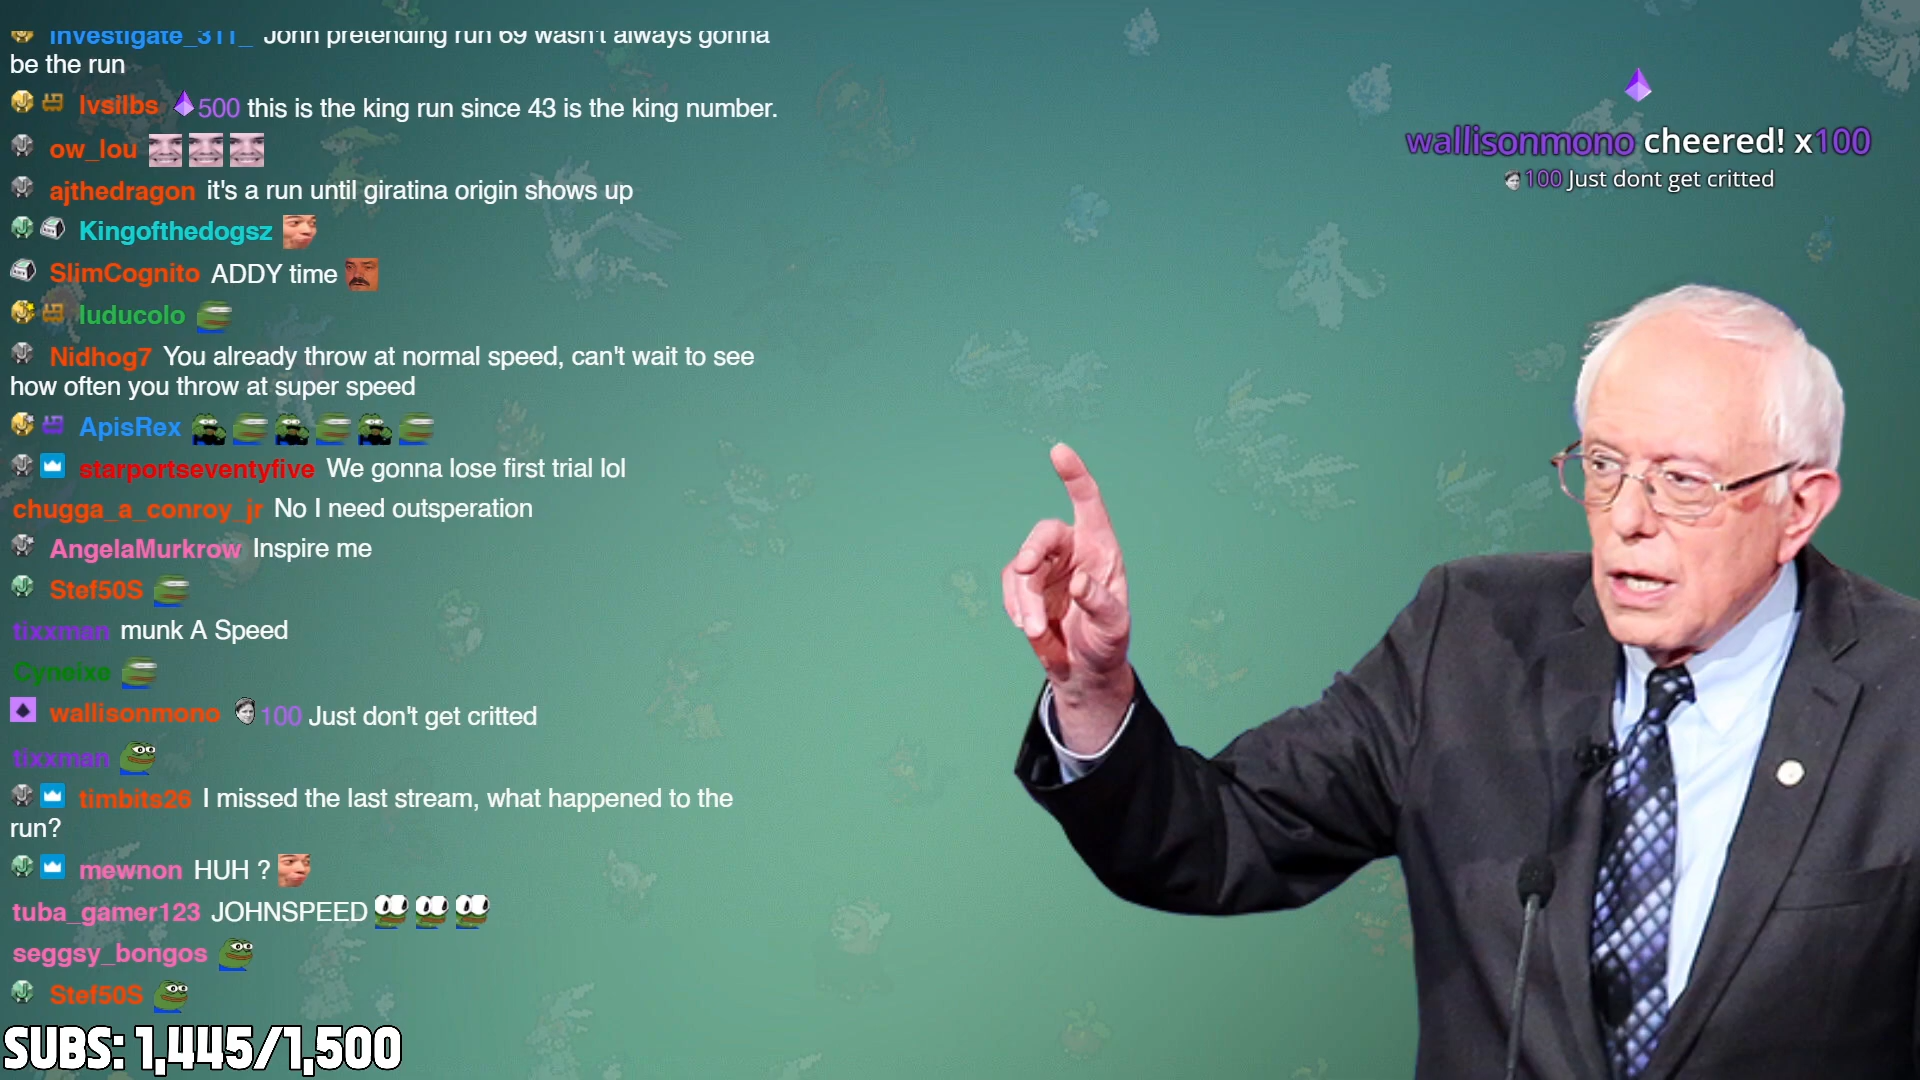 investigate_311_ John pretending run 69 wasn't always gonna
be the run
lvsilbs 500 this is the king run since 43 is the king number.
ow_lou
ajthedragon it's a run until giratina origin shows up
Kingofthedogsz
SlimCognito ADDY time
luducolo
Nidhog7 You already throw at normal speed, can't wait to see
how often you throw at super speed
ApisRex
starportseventyfive We gonna lose first trial lol
chugga_a_conroy_jr No I need outsperation
AngelaMurkrow Inspire me
Stef50S
tixxman munk A Speed
Cyneixe
wallisonmono 100 Just don't get critted
tixxman
timbits26 I missed the last stream, what happened to the
run?
mewnon HUH ?
tuba_gamer123 JOHNSPEED
seggsy_bongos
Stef50S
SUBS: 1,445/1,500
wallisonmono cheered! x100
100 Just dont get critted